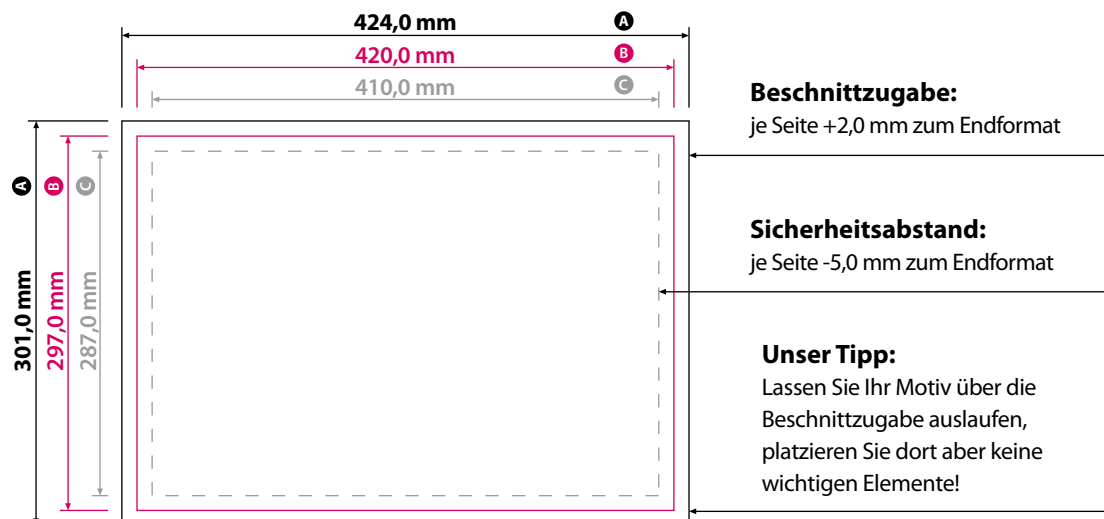 424,0 mm A
420,0 mm B
410,0 mm C
A
B
C
301,0 mm
297,0 mm
287,0 mm
Beschnittzugabe:
je Seite +2,0 mm zum Endformat
Sicherheitsabstand:
je Seite -5,0 mm zum Endformat
Unser Tipp:
Lassen Sie Ihr Motiv über die
Beschnittzugabe auslaufen,
platzieren Sie dort aber keine
wichtigen Elemente!